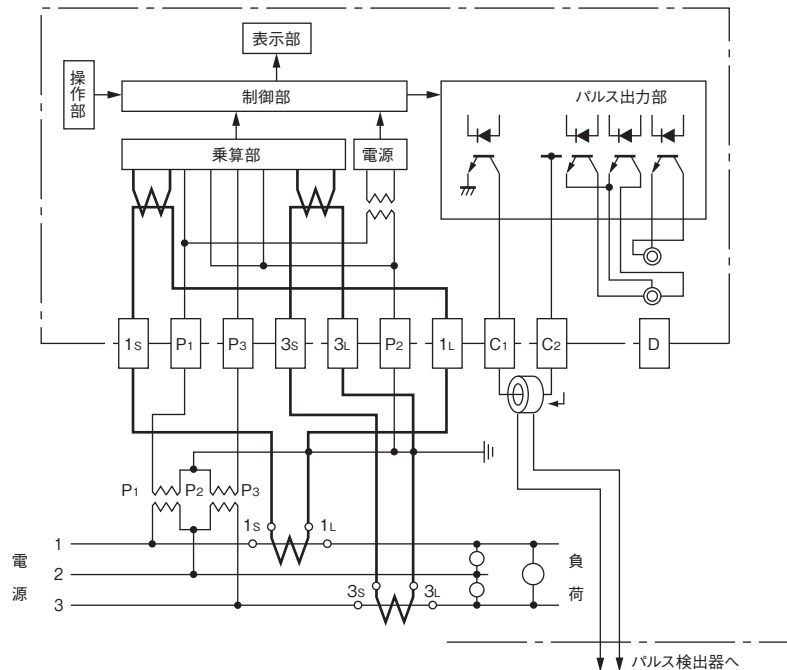 表示部
操作部
制御部
パルス出力部
乗算部
電源
1S P1 P3 3S 3L P2 1L C1 C2 D
P1 P2 P3
1S 1L
1
電源
2
負荷
3
3S 3L
パルス検出器へ